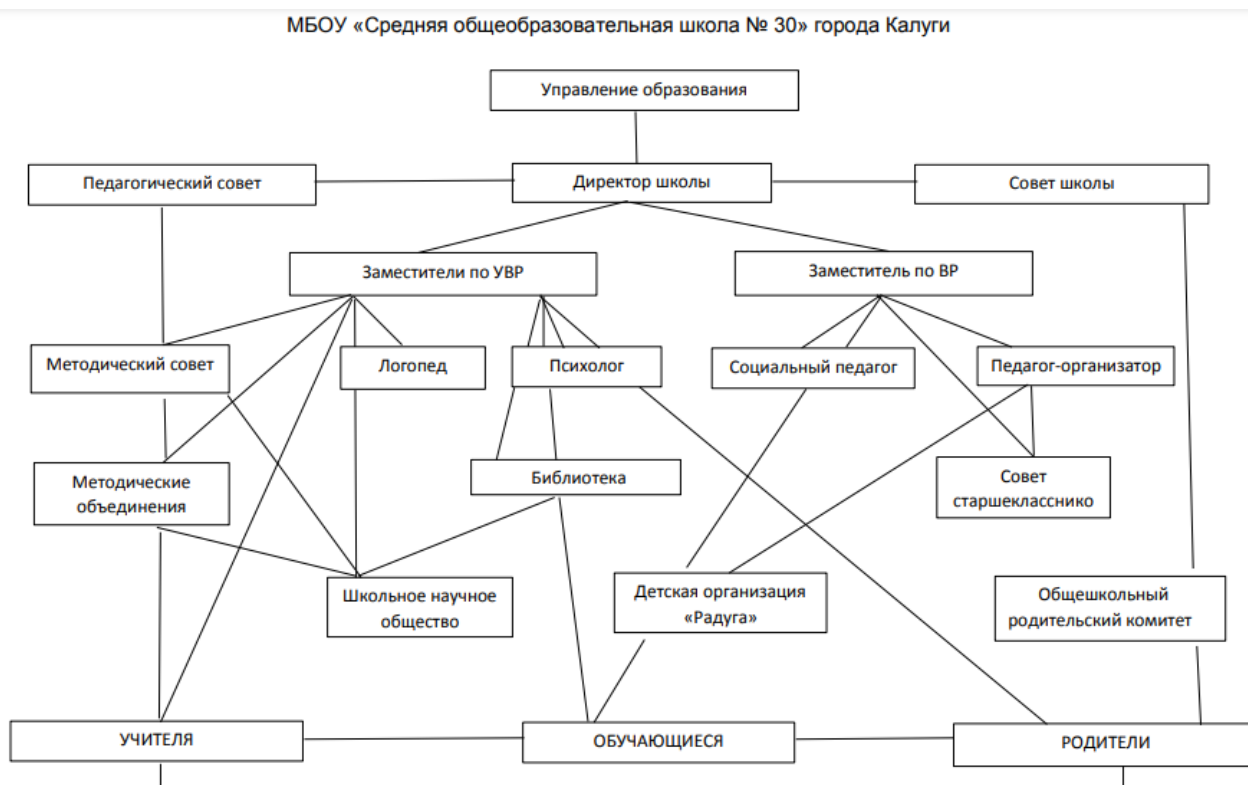 МБОУ «Средняя общеобразовательная школа № 30» города Калуги
Управление образования
Педагогический совет
Директор школы
Совет школы
Заместители по УВР
Заместитель по ВР
Методический совет
Логопед
Психолог
Социальный педагог
Педагог-организатор
Методические
объединения
Библиотека
Совет
старшекласснико
Школьное научное
общество
Детская организация
«Радуга»
Общешкольный
родительский комитет
УЧИТЕЛЯ
ОБУЧАЮЩИЕСЯ
РОДИТЕЛИ